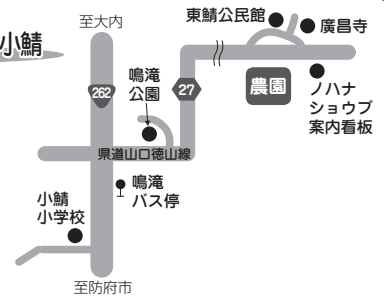 小鯖
至大内
東鯖公民館
廣昌寺
262
鳴滝
公園
27
農園
ノハナ
ショウブ
案内看板
県道山口徳山線
鳴滝
バス停
小鯖
小学校
至防府市